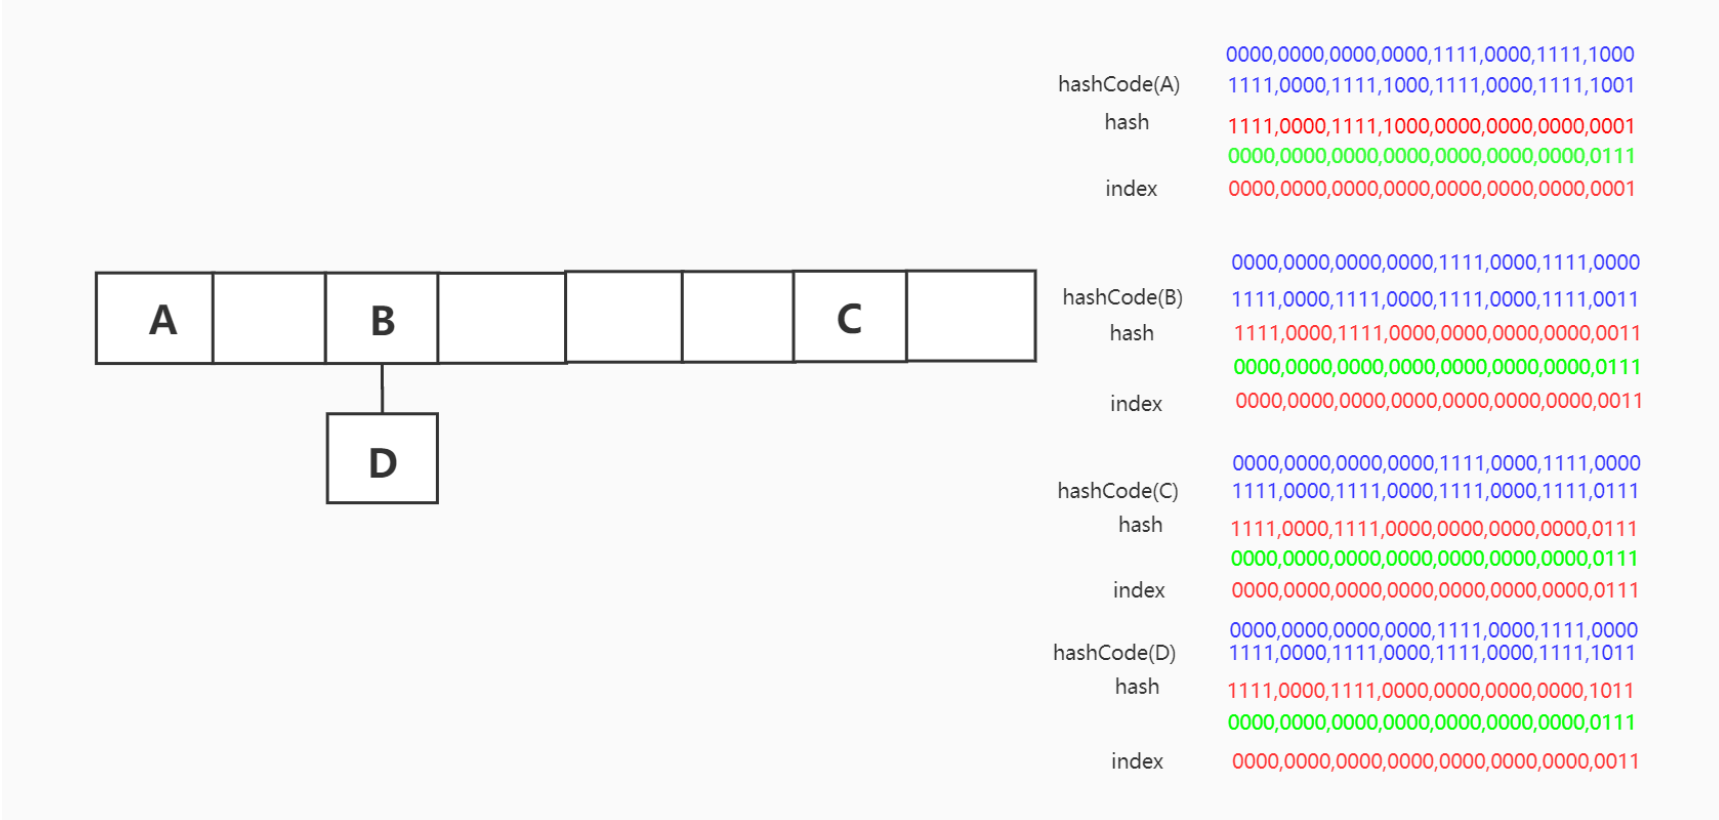 A
B
C
D
0000,0000,0000,0000,1111,0000,1111,1000
hashCode(A) 1111,0000,1111,1000,1111,0000,1111,1001
hash 1111,0000,1111,1000,0000,0000,0000,0001
0000,0000,0000,0000,0000,0000,0000,0111
index 0000,0000,0000,0000,0000,0000,0000,0001
0000,0000,0000,0000,1111,0000,1111,0000
hashCode(B) 1111,0000,1111,0000,1111,0000,1111,0011
hash 1111,0000,1111,0000,0000,0000,0000,0011
0000,0000,0000,0000,0000,0000,0000,0111
index 0000,0000,0000,0000,0000,0000,0000,0011
0000,0000,0000,0000,1111,0000,1111,0000
hashCode(C) 1111,0000,1111,0000,1111,0000,1111,0111
hash 1111,0000,1111,0000,0000,0000,0000,0111
0000,0000,0000,0000,0000,0000,0000,0111
index 0000,0000,0000,0000,0000,0000,0000,0111
0000,0000,0000,0000,1111,0000,1111,0000
hashCode(D) 1111,0000,1111,0000,1111,0000,1111,1011
hash 1111,0000,1111,0000,0000,0000,0000,1011
0000,0000,0000,0000,0000,0000,0000,0111
index 0000,0000,0000,0000,0000,0000,0000,0011